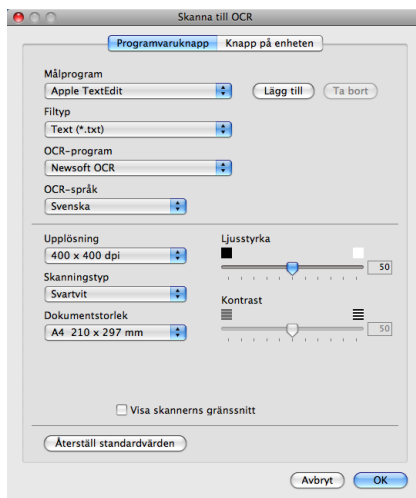 Skanna till OCR
Programvaruknapp Knapp på enheten
Målprogram
Apple TextEdit Lägg till Ta bort
Filtyp
Text (*.txt)
OCR-program
Newsoft OCR
OCR-språk
Svenska
Upplösning Ljusstyrka
400 x 400 dpi
50
Skanningstyp
Svartvit Kontrast
Dokumentstorlek
A4 210 x 297 mm 50
Visa skannerns gränssnitt
Återställ standardvärden
Avbryt OK